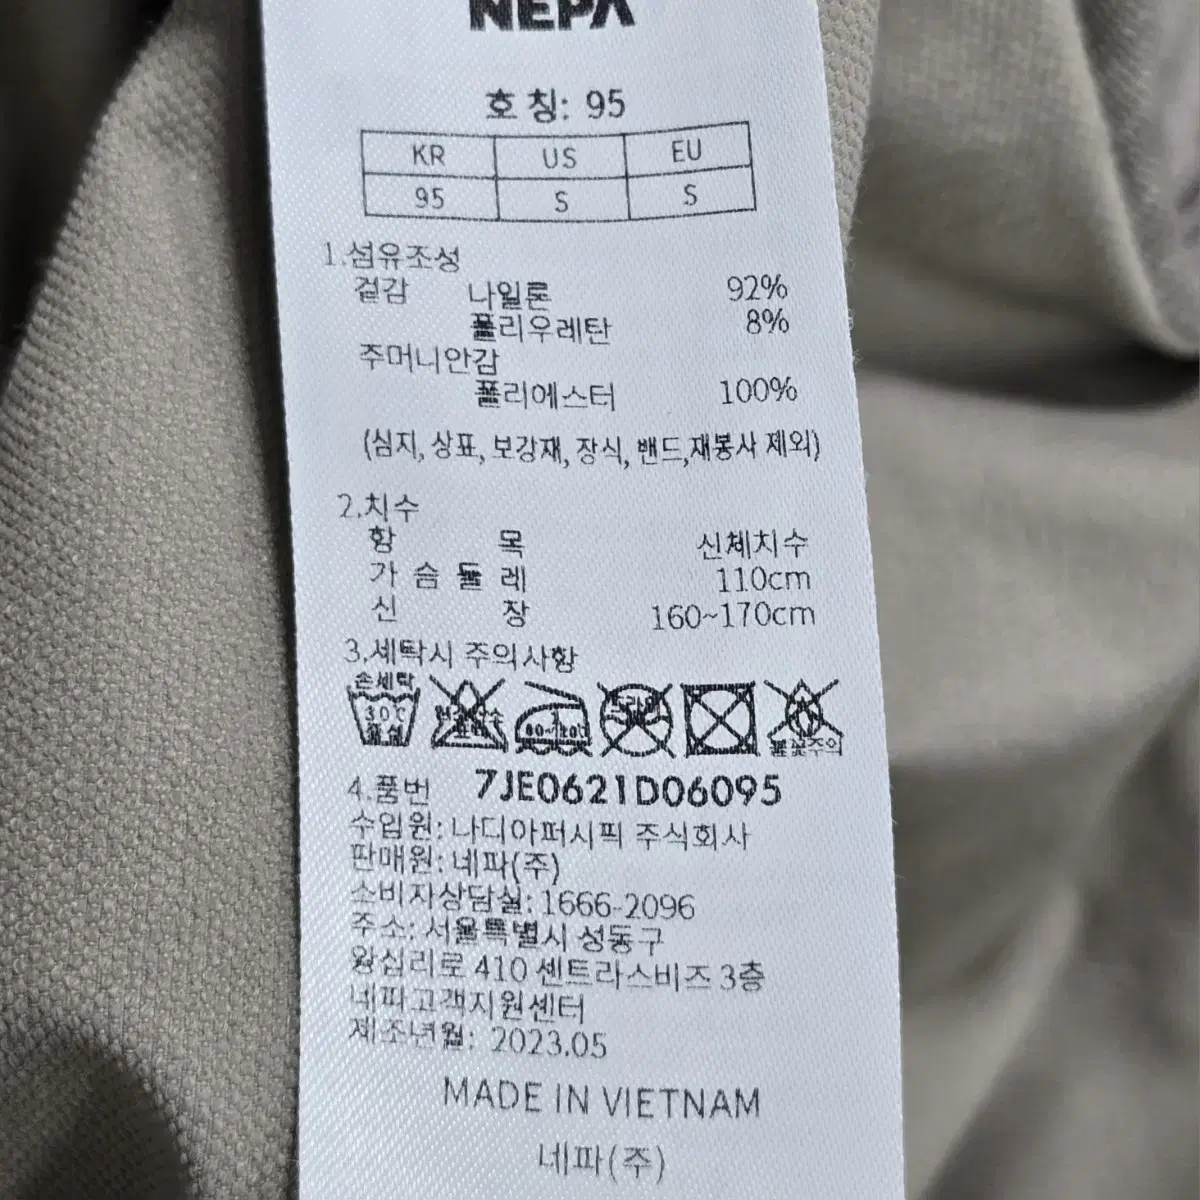 NEPA
호 칭: 95
KR US EU
95 S S
1.섬유조성
겉감 나일론 92%
폴리우레탄 8%
주머니안감
폴리에스터 100%
(심지, 상표, 보강재, 장식, 밴드,재봉사 제외)
2.치수
항 목 신체치수
가 슴 둘 레 110cm
신 장 160~170cm
3.세탁시 주의사항
손세탁
30℃
80~120℃
불꽃주의
4.품번 7JE0621D06095
수입원: 나디아퍼시픽 주식회사
판매원: 네파(주)
소비자상담실: 1666-2096
주소: 서울특별시 성동구
왕십리로 410 센트라스비즈 3층
네파고객지원센터
제조년월: 2023.05
MADE IN VIETNAM
네파(주)